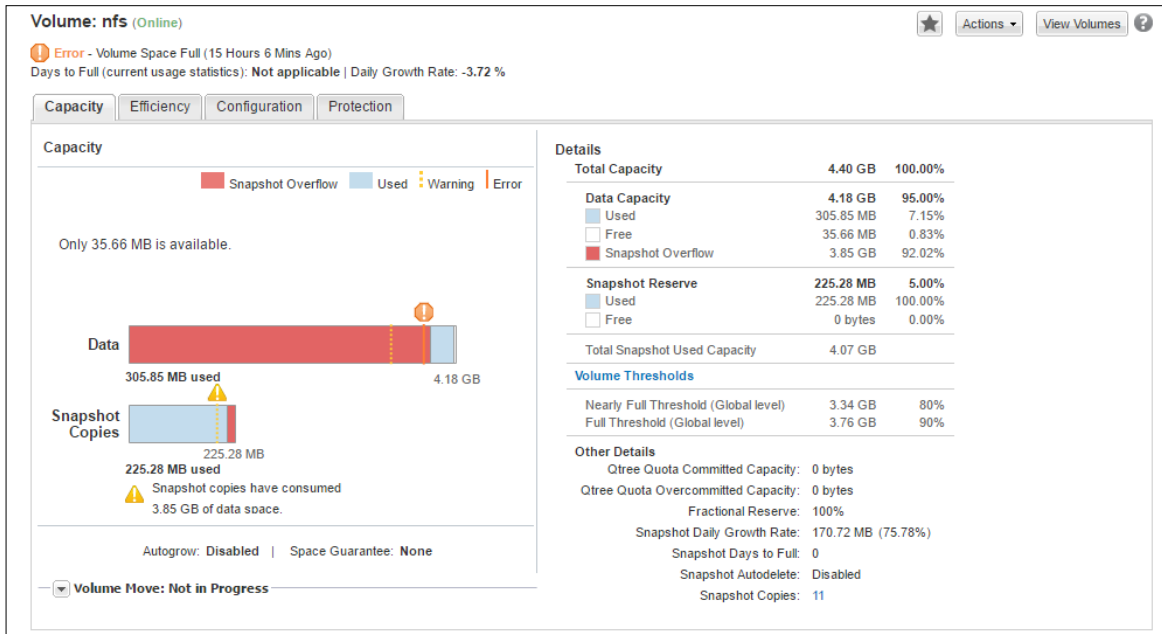 Volume: nfs (Online)
Actions
View Volumes
?
! Error - Volume Space Full (15 Hours 6 Mins Ago)
Days to Full (current usage statistics): Not applicable | Daily Growth Rate: -3.72 %
Capacity Efficiency Configuration Protection
Capacity
Snapshot Overflow Used Warning Error
Only 35.66 MB is available.
!
Data
305.85 MB used
4.18 GB
!
Snapshot
Copies
225.28 MB
225.28 MB used
! Snapshot copies have consumed
3.85 GB of data space.
Autogrow: Disabled | Space Guarantee: None
Volume Move: Not in Progress
Details
Total Capacity 4.40 GB 100.00%
Data Capacity 4.18 GB 95.00%
Used 305.85 MB 7.15%
Free 35.66 MB 0.83%
Snapshot Overflow 3.85 GB 92.02%
Snapshot Reserve 225.28 MB 5.00%
Used 225.28 MB 100.00%
Free 0 bytes 0.00%
Total Snapshot Used Capacity 4.07 GB
Volume Thresholds
Nearly Full Threshold (Global level) 3.34 GB 80%
Full Threshold (Global level) 3.76 GB 90%
Other Details
Qtree Quota Committed Capacity: 0 bytes
Qtree Quota Overcommitted Capacity: 0 bytes
Fractional Reserve: 100%
Snapshot Daily Growth Rate: 170.72 MB (75.78%)
Snapshot Days to Full: 0
Snapshot Autodelete: Disabled
Snapshot Copies: 11